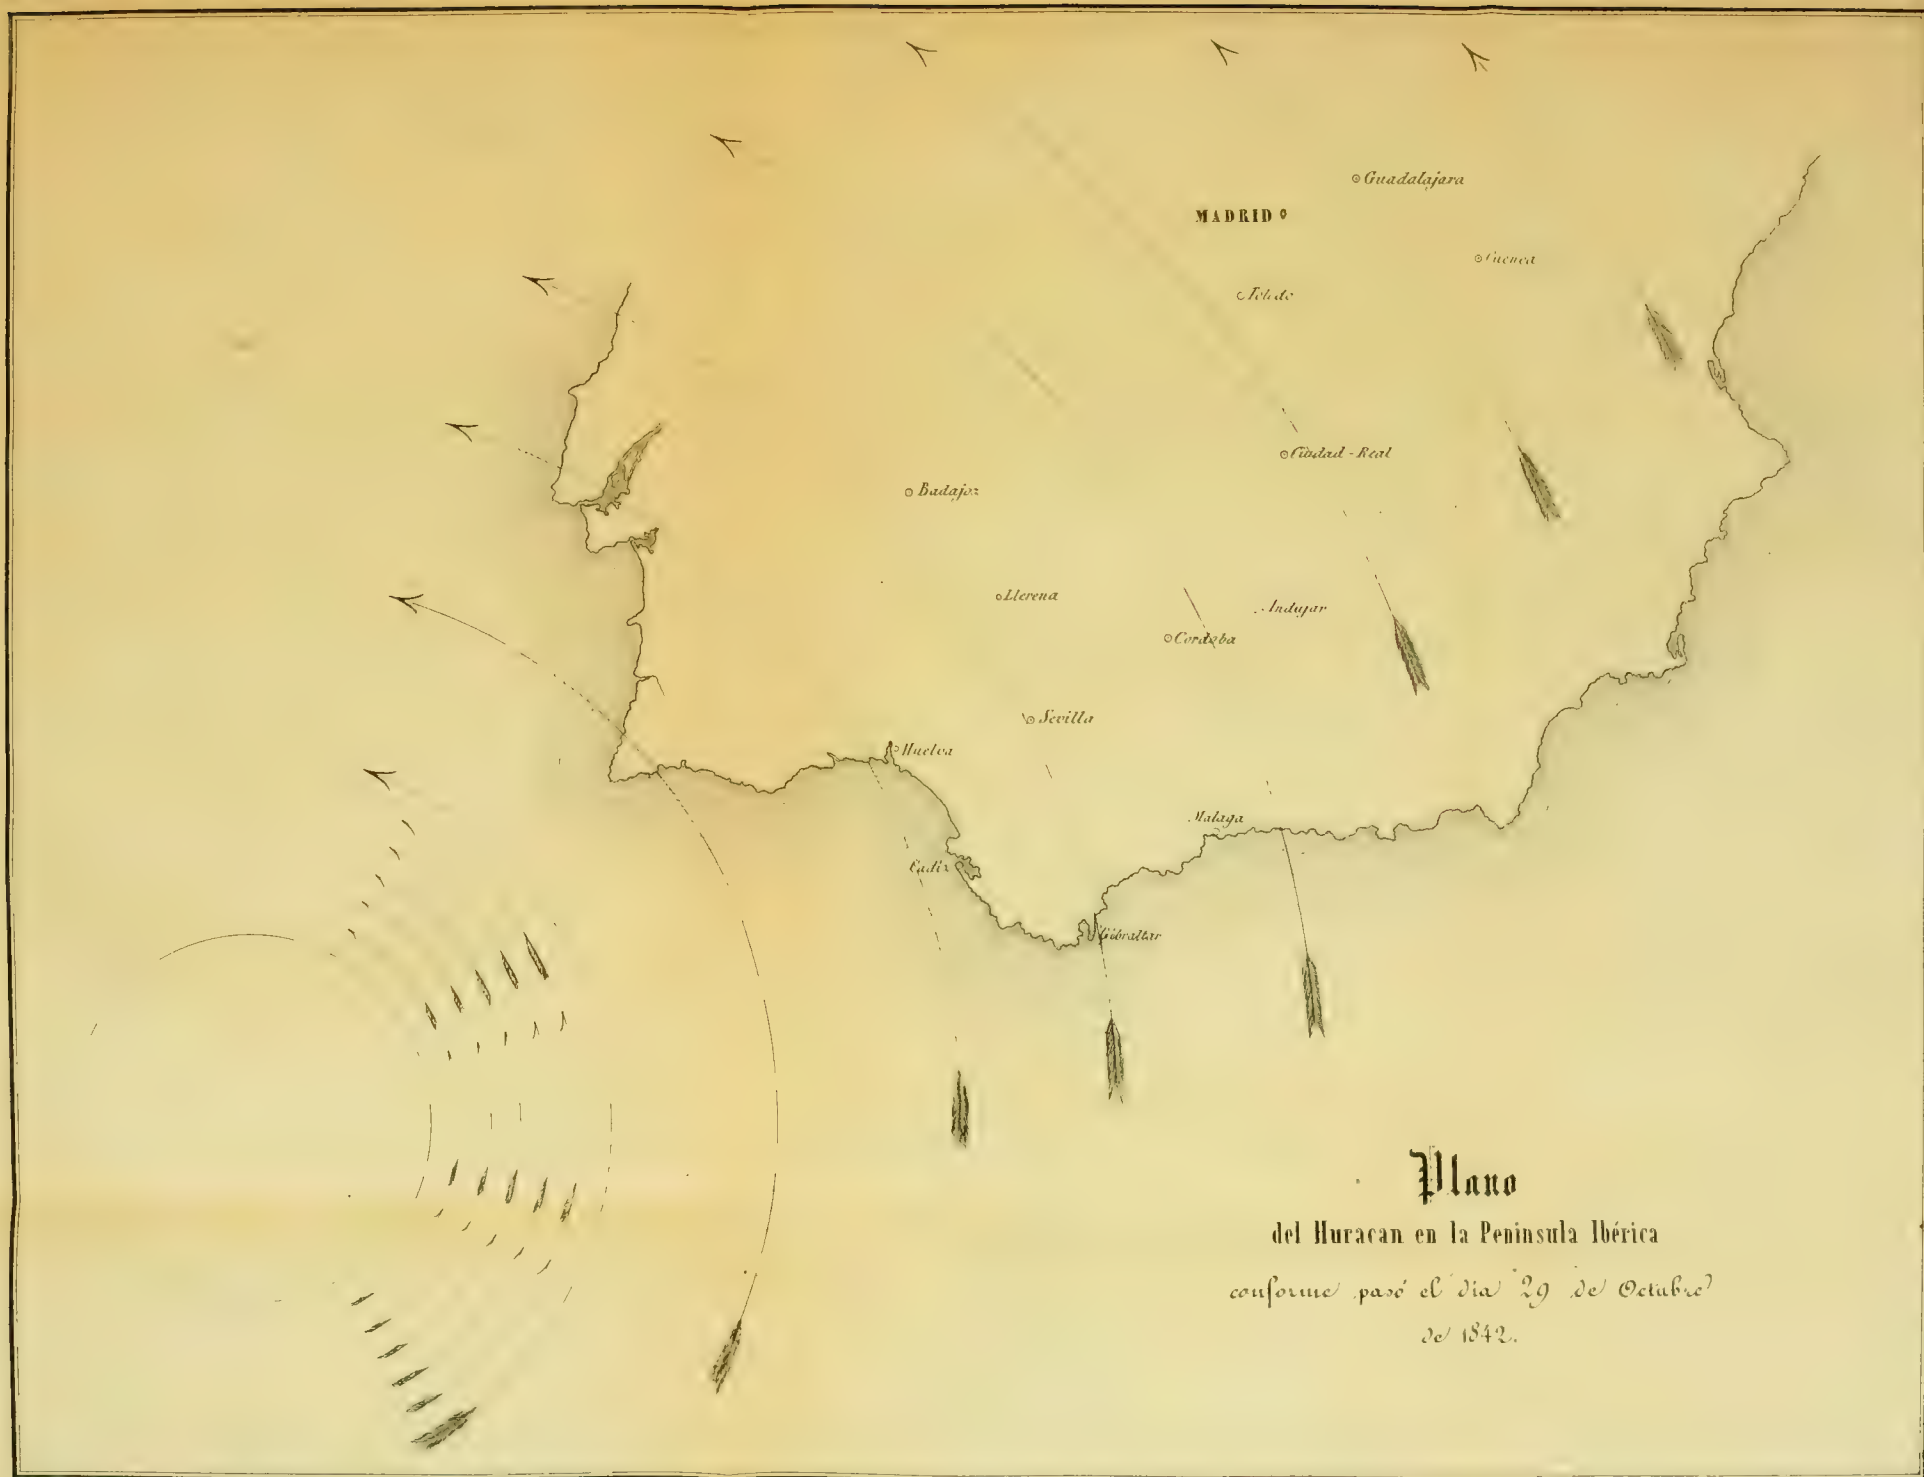 Guadalajara
MADRID
Cuenca
Toledo
Ciudad-Real
Badajoz
Llerena
Andujar
Cordoba
Sevilla
Huelva
Malaga
Cadiz
Gibraltar
Plano
del Huracan en la Peninsula Ibérica
conforme pasó el dia 29 de Octubre
de 1842.